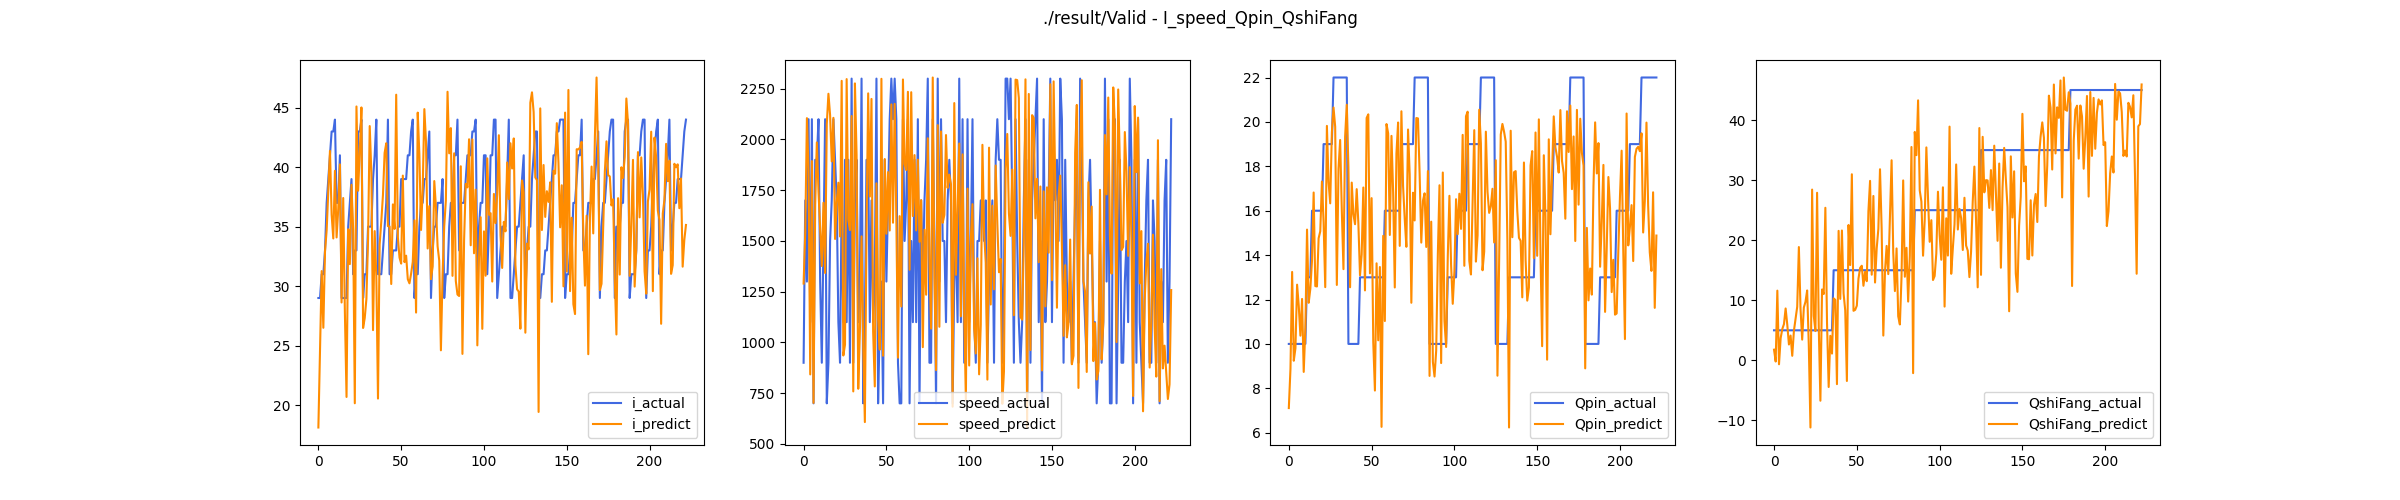 ./result/Valid - I_speed_Qpin_QshiFang
45
40
35
30
25
20
0 50 100 150 200
i_actual
i_predict
2250
2000
1750
1500
1250
1000
750
500
0 50 100 150 200
speed_actual
speed_predict
22
20
18
16
14
12
10
8
6
0 50 100 150 200
Qpin_actual
Qpin_predict
40
30
20
10
0
−10
0 50 100 150 200
QshiFang_actual
QshiFang_predict